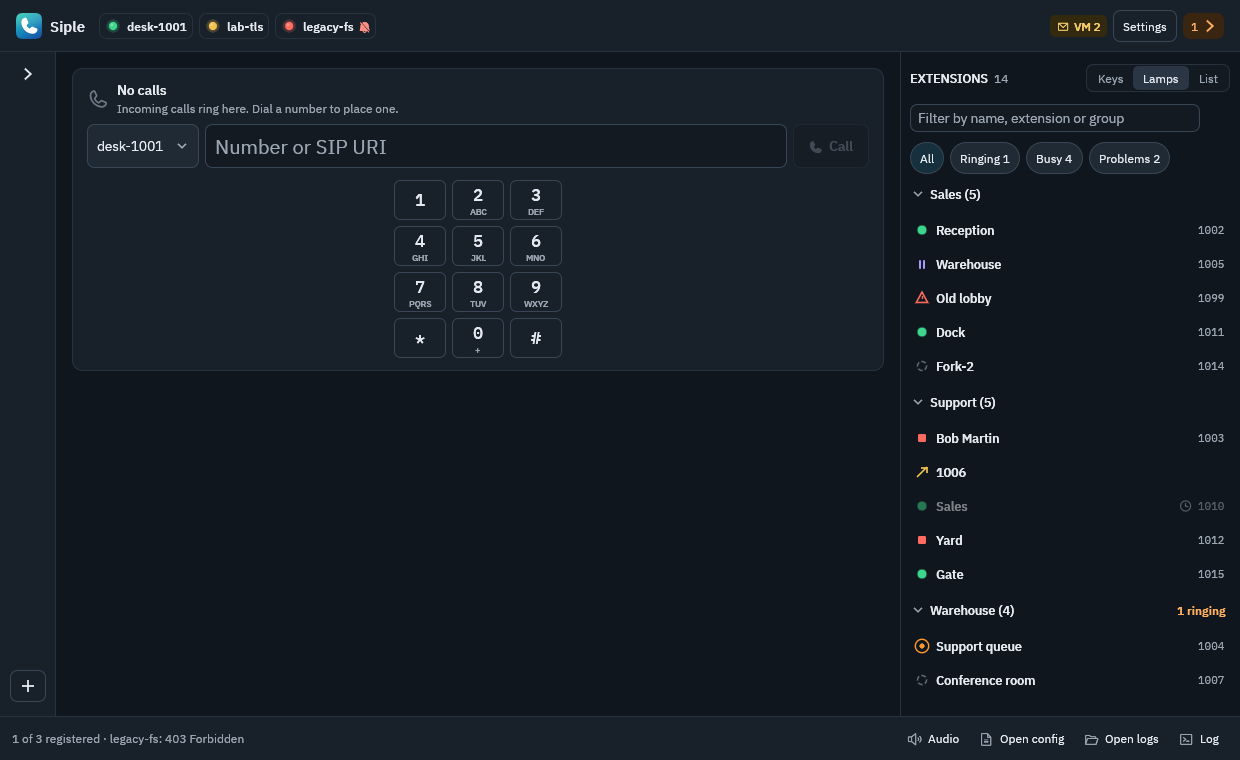 Siple desk-1001 lab-tls legacy-fs VM 2 Settings 1
No calls
Incoming calls ring here. Dial a number to place one.
desk-1001 Number or SIP URI Call
1 2 ABC 3 DEF
4 GHI 5 JKL 6 MNO
7 PQRS 8 TUV 9 WXYZ
* 0 + #
EXTENSIONS 14 Keys Lamps List
Filter by name, extension or group
All Ringing 1 Busy 4 Problems 2
Sales (5)
Reception 1002
Warehouse 1005
Old lobby 1099
Dock 1011
Fork-2 1014
Support (5)
Bob Martin 1003
1006
Sales 1010
Yard 1012
Gate 1015
Warehouse (4) 1 ringing
Support queue 1004
Conference room 1007
1 of 3 registered · legacy-fs: 403 Forbidden Audio Open config Open logs Log